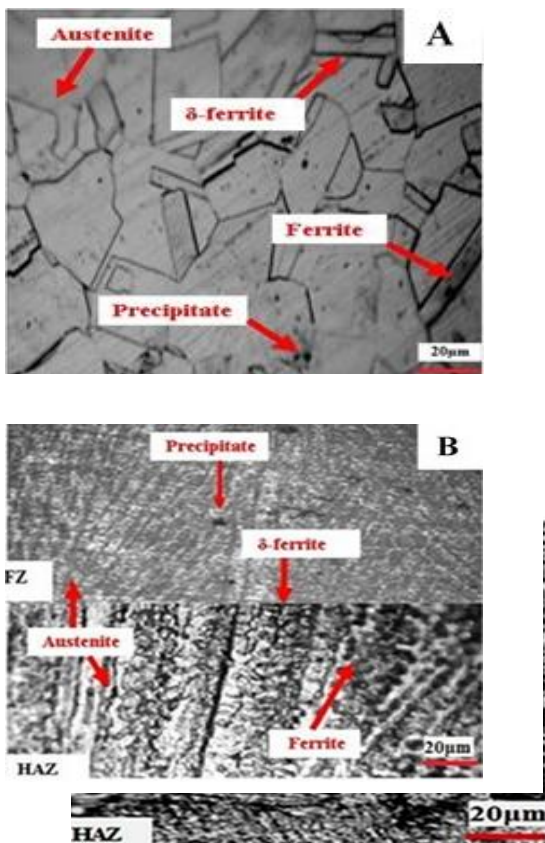 Austenite
A
δ-ferrite
Ferrite
Precipitate
20μm
Precipitate
B
δ-ferrite
FZ
Austenite
Ferrite
20μm
HAZ
20μm
HAZ